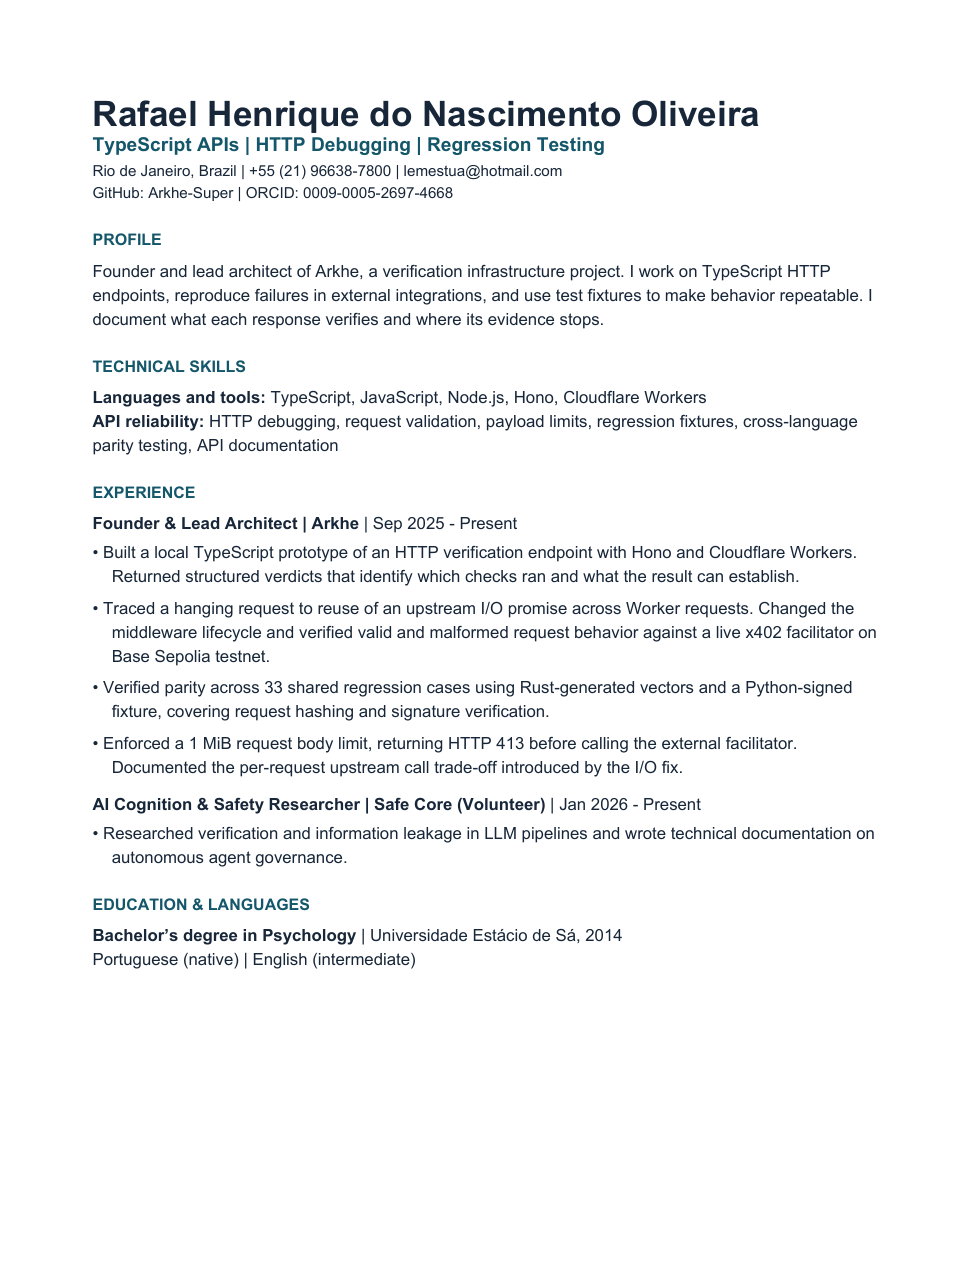 Rafael Henrique do Nascimento Oliveira
TypeScript APIs | HTTP Debugging | Regression Testing
Rio de Janeiro, Brazil | +55 (21) 96638-7800 | lemestua@hotmail.com
GitHub: Arkhe-Super | ORCID: 0009-0005-2697-4668
PROFILE
Founder and lead architect of Arkhe, a verification infrastructure project. I work on TypeScript HTTP
endpoints, reproduce failures in external integrations, and use test fixtures to make behavior repeatable. I
document what each response verifies and where its evidence stops.
TECHNICAL SKILLS
Languages and tools: TypeScript, JavaScript, Node.js, Hono, Cloudflare Workers
API reliability: HTTP debugging, request validation, payload limits, regression fixtures, cross-language
parity testing, API documentation
EXPERIENCE
Founder & Lead Architect | Arkhe | Sep 2025 - Present
• Built a local TypeScript prototype of an HTTP verification endpoint with Hono and Cloudflare Workers.
Returned structured verdicts that identify which checks ran and what the result can establish.
• Traced a hanging request to reuse of an upstream I/O promise across Worker requests. Changed the
middleware lifecycle and verified valid and malformed request behavior against a live x402 facilitator on
Base Sepolia testnet.
• Verified parity across 33 shared regression cases using Rust-generated vectors and a Python-signed
fixture, covering request hashing and signature verification.
• Enforced a 1 MiB request body limit, returning HTTP 413 before calling the external facilitator.
Documented the per-request upstream call trade-off introduced by the I/O fix.
AI Cognition & Safety Researcher | Safe Core (Volunteer) | Jan 2026 - Present
• Researched verification and information leakage in LLM pipelines and wrote technical documentation on
autonomous agent governance.
EDUCATION & LANGUAGES
Bachelor’s degree in Psychology | Universidade Estácio de Sá, 2014
Portuguese (native) | English (intermediate)